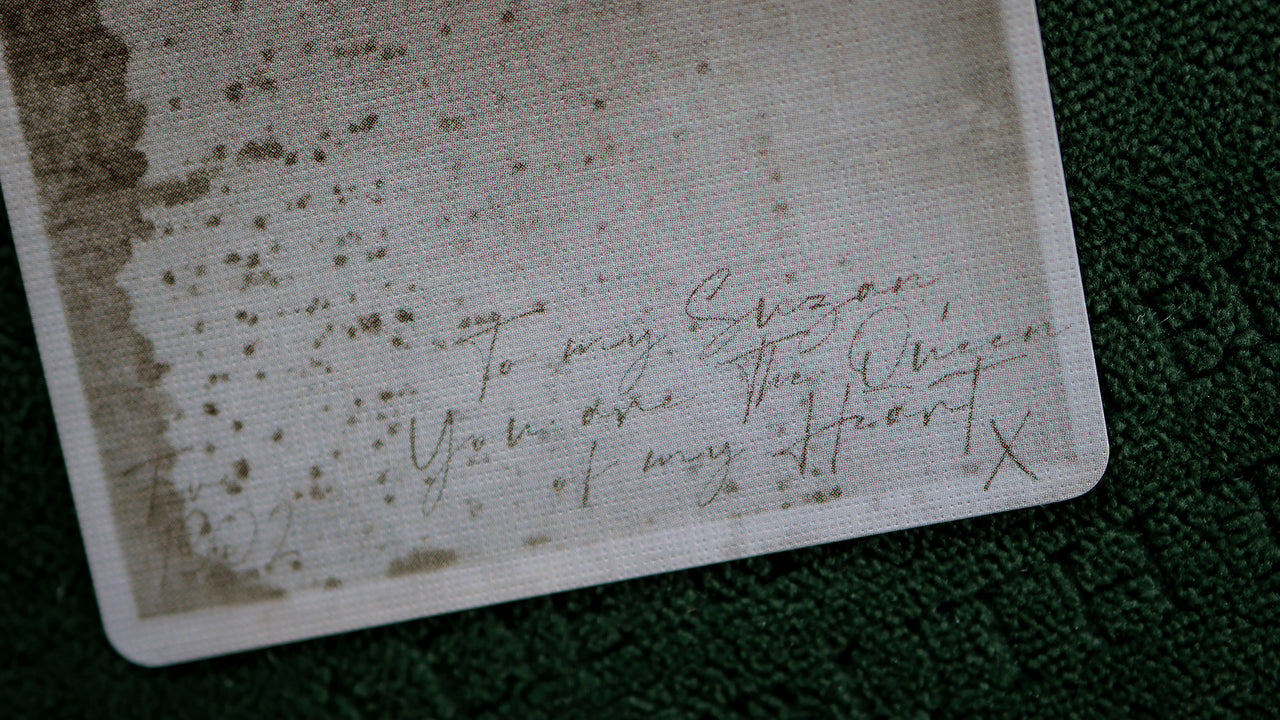 To my Suzan,
You are The Queen
of my Heart
X